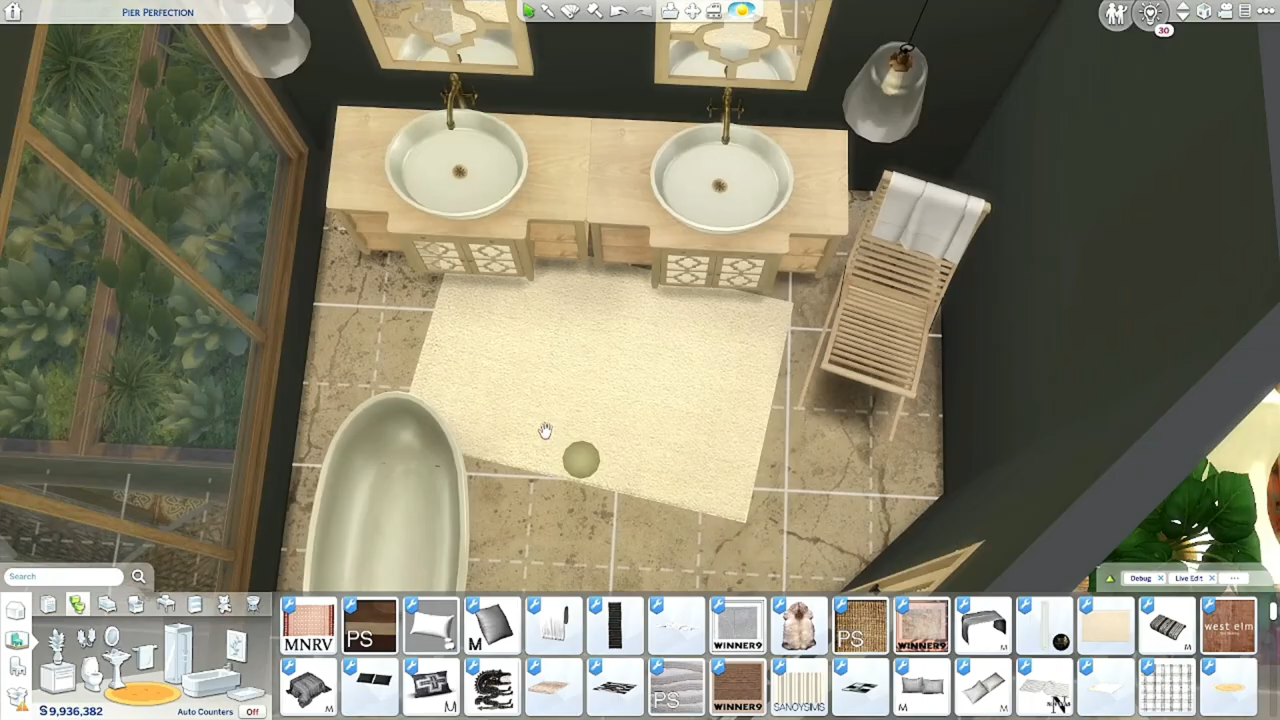 PIER PERFECTION
30
Debug
Live Edit
Search
MNRV
PS
M
WINNER9
PS
WINNER9
M
M
west elm
M
M
PS
WINNER9
SANOYSIMS
M
M
N
§9,936,382
Auto Counters
Off